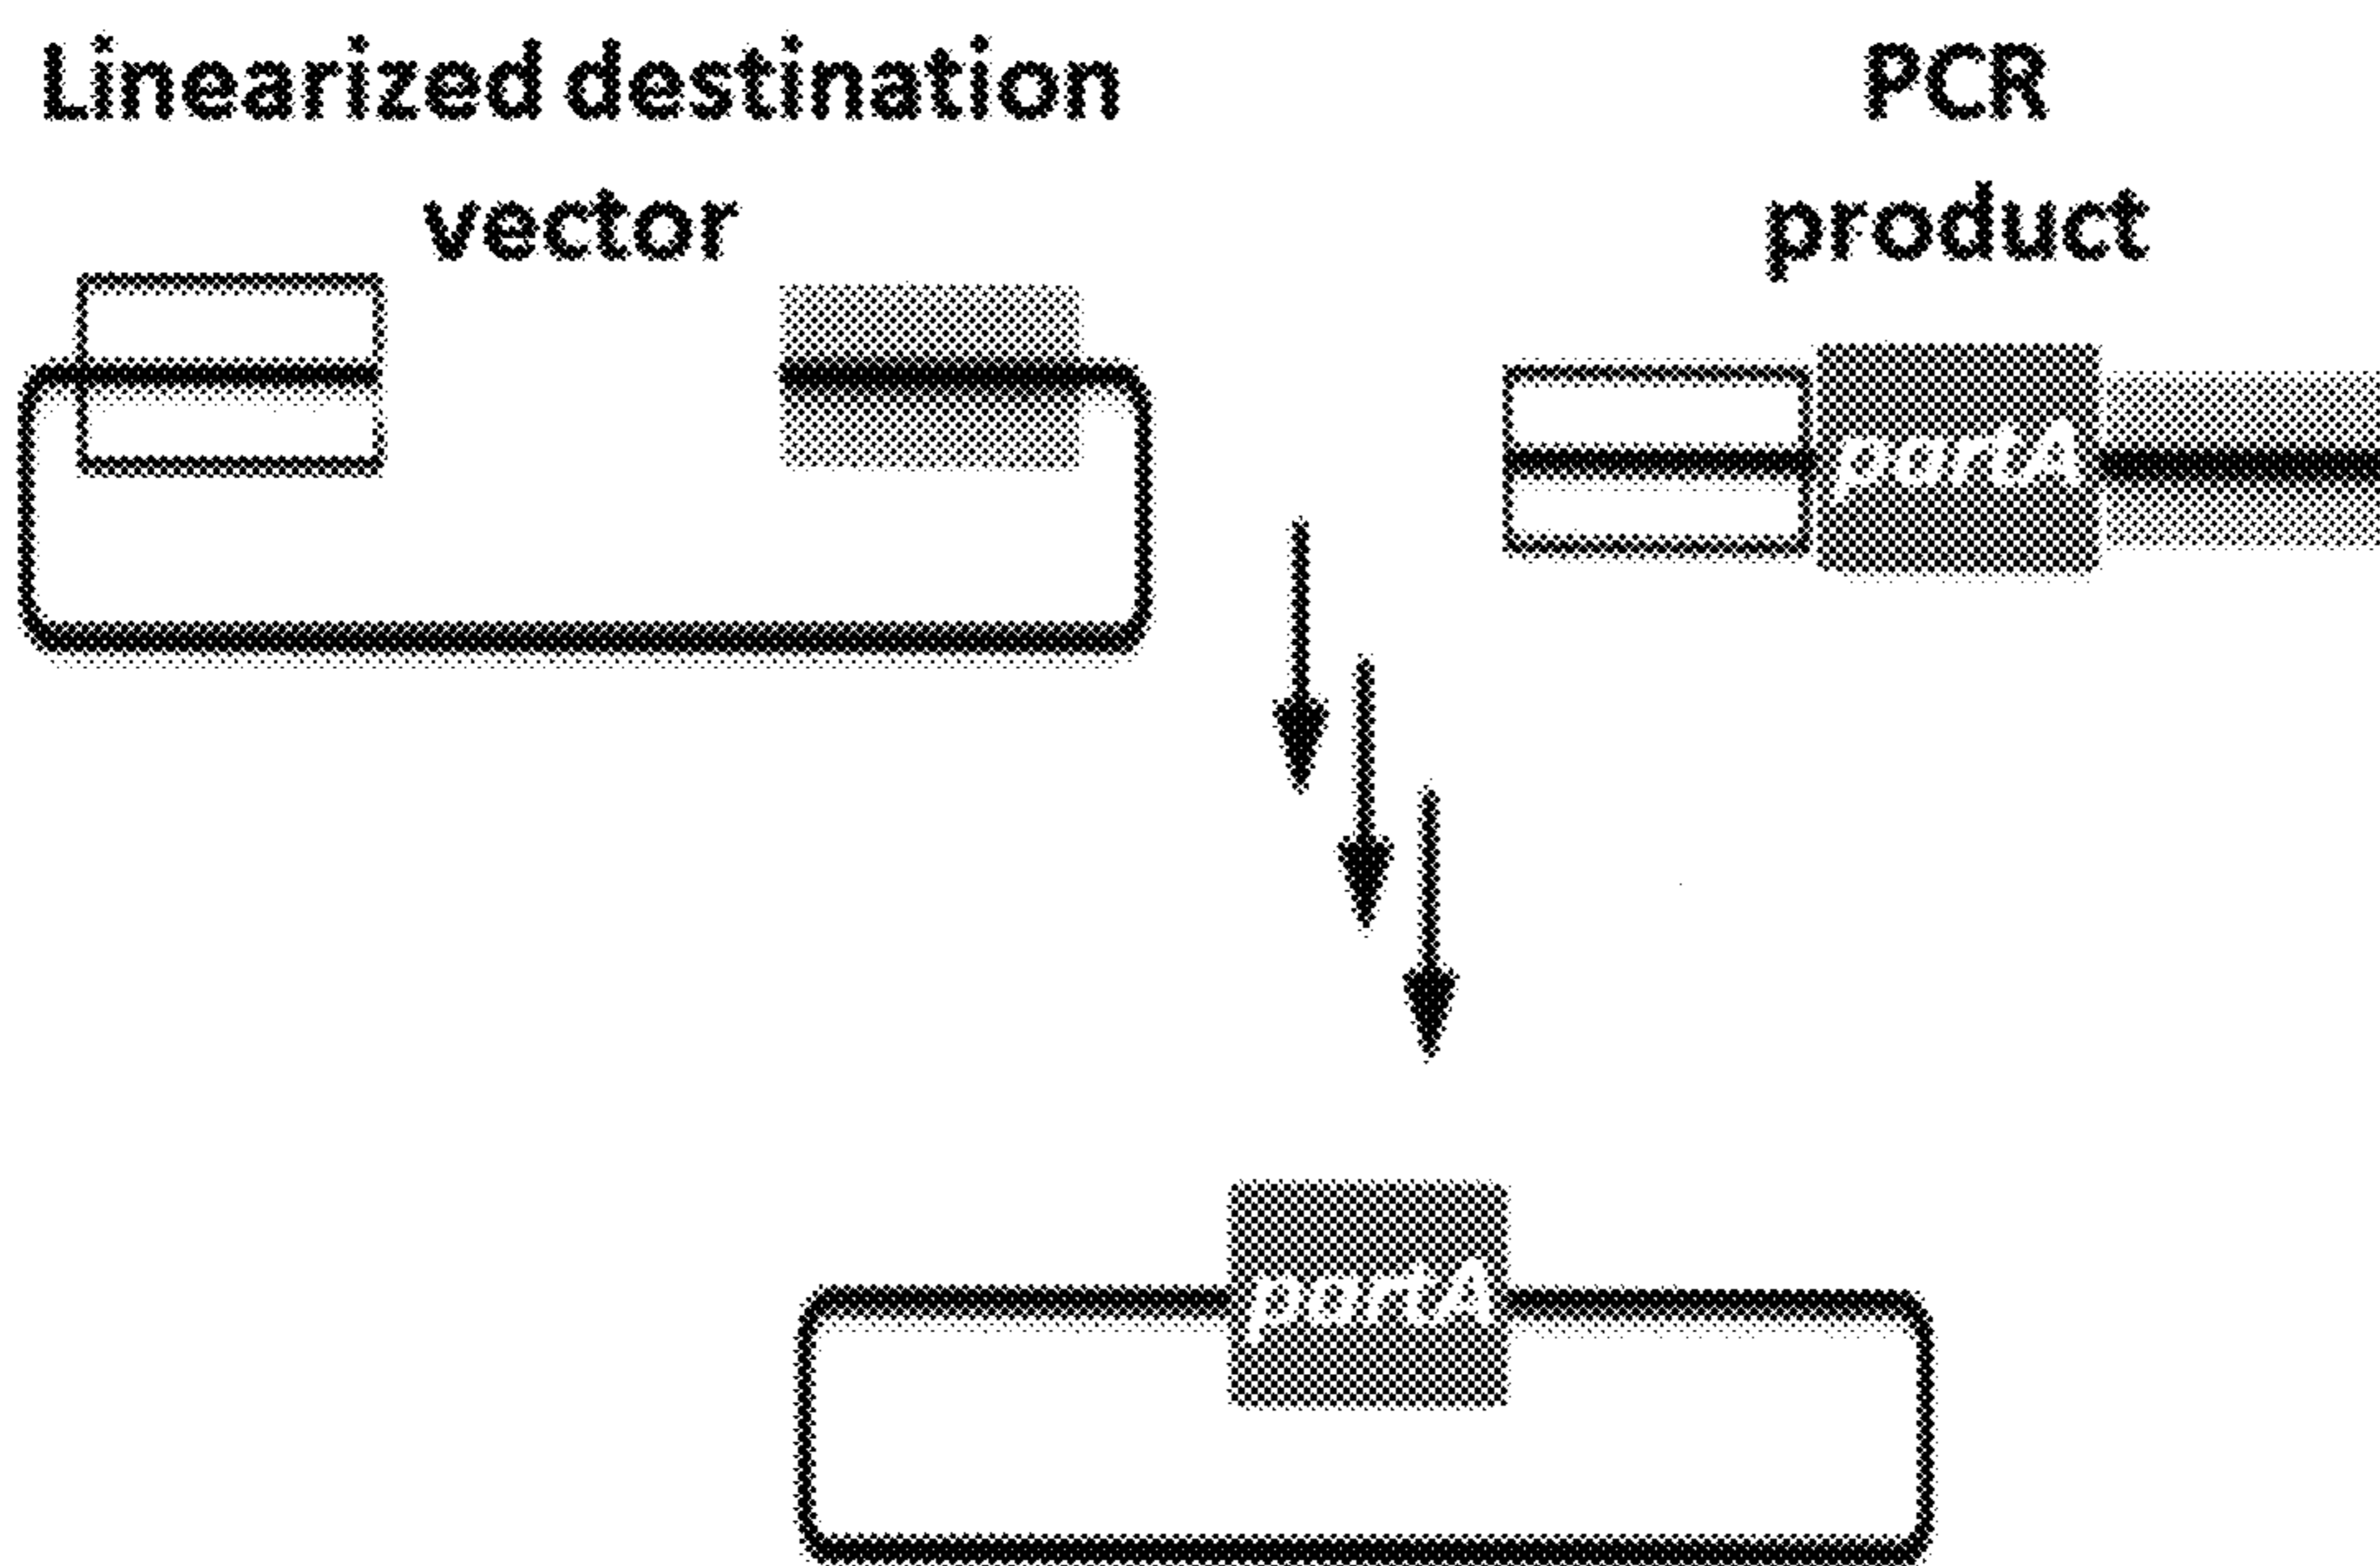 Linearized destination
vector
PCR
product
partA
partA